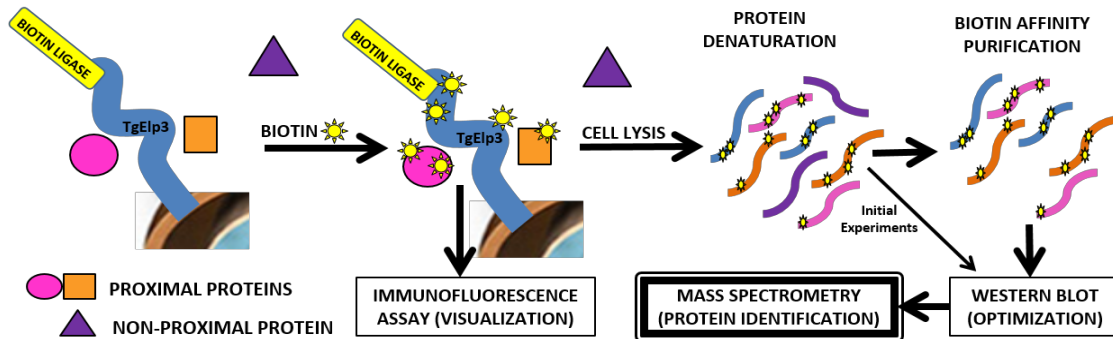 BIOTIN LIGASE
TgElp3
BIOTIN
BIOTIN LIGASE
TgElp3
CELL LYSIS
PROTEIN
DENATURATION
BIOTIN AFFINITY
PURIFICATION
Initial
Experiments
PROXIMAL PROTEINS
NON-PROXIMAL PROTEIN
IMMUNOFLUORESCENCE
ASSAY (VISUALIZATION)
MASS SPECTROMETRY
(PROTEIN IDENTIFICATION)
WESTERN BLOT
(OPTIMIZATION)